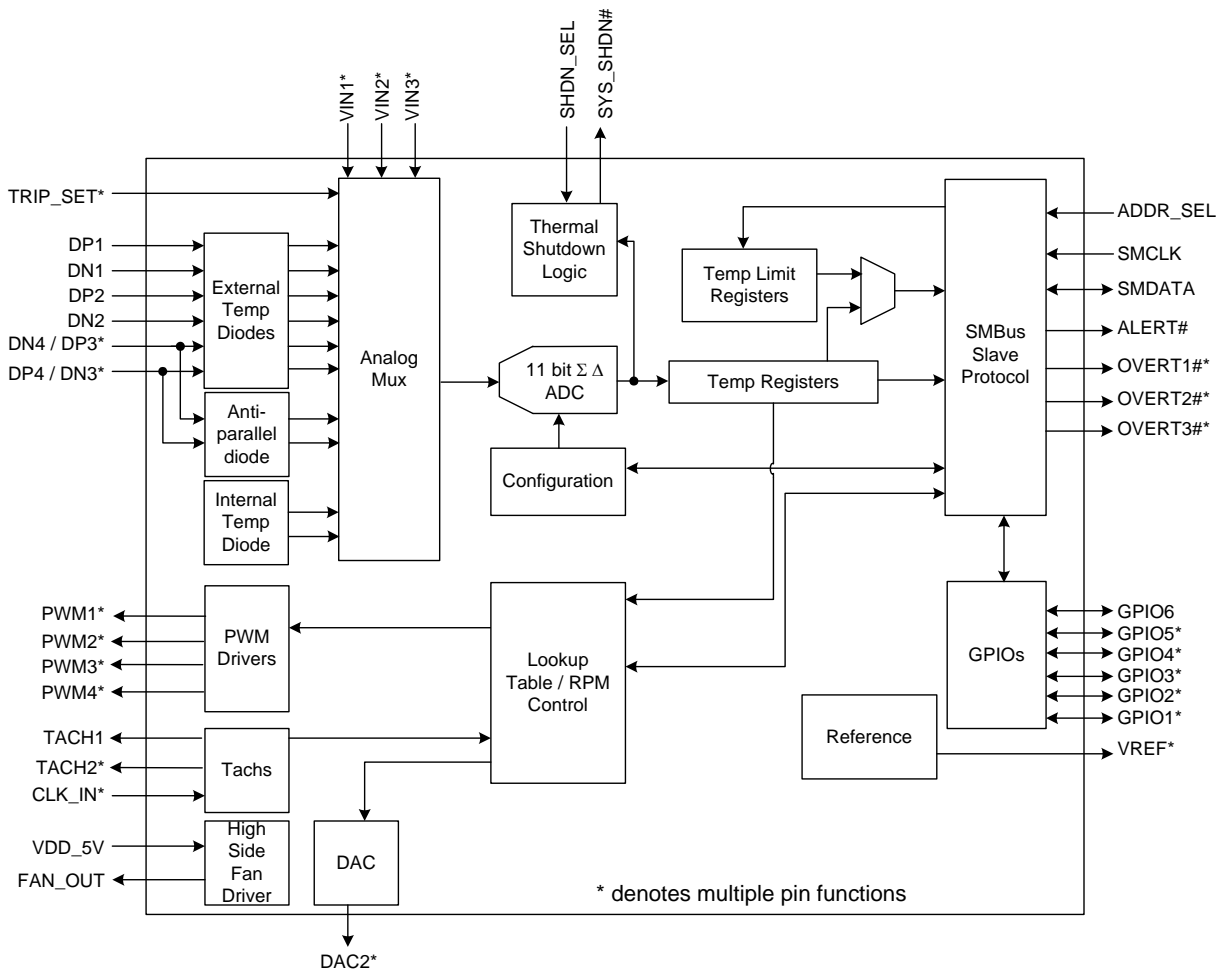 VIN1*
VIN2*
VIN3*
SHDN_SEL
SYS_SHDN#
TRIP_SET*
DP1
DN1
DP2
DN2
DN4 / DP3*
DP4 / DN3*
External
Temp
Diodes
Anti-
parallel
diode
Internal
Temp
Diode
Analog
Mux
Thermal
Shutdown
Logic
11 bit Σ Δ
ADC
Configuration
Temp Limit
Registers
Temp Registers
SMBus
Slave
Protocol
ADDR_SEL
SMCLK
SMDATA
ALERT#
OVERT1#*
OVERT2#*
OVERT3#*
PWM1*
PWM2*
PWM3*
PWM4*
PWM
Drivers
Lookup
Table / RPM
Control
GPIOs
GPIO6
GPIO5*
GPIO4*
GPIO3*
GPIO2*
GPIO1*
Reference
VREF*
TACH1
TACH2*
CLK_IN*
Tachs
VDD_5V
FAN_OUT
High
Side
Fan
Driver
DAC
* denotes multiple pin functions
DAC2*